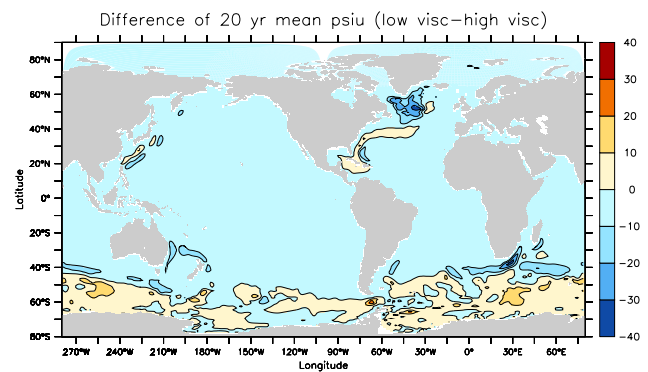 Difference of 20 yr mean psiu (low visc−high visc)
80°N
60°N
40°N
20°N
0°
20°S
40°S
60°S
80°S
Latitude
270°W 240°W 210°W 180°W 150°W 120°W 90°W 60°W 30°W 0° 30°E 60°E
Longitude
40
30
20
10
0
−10
−20
−30
−40